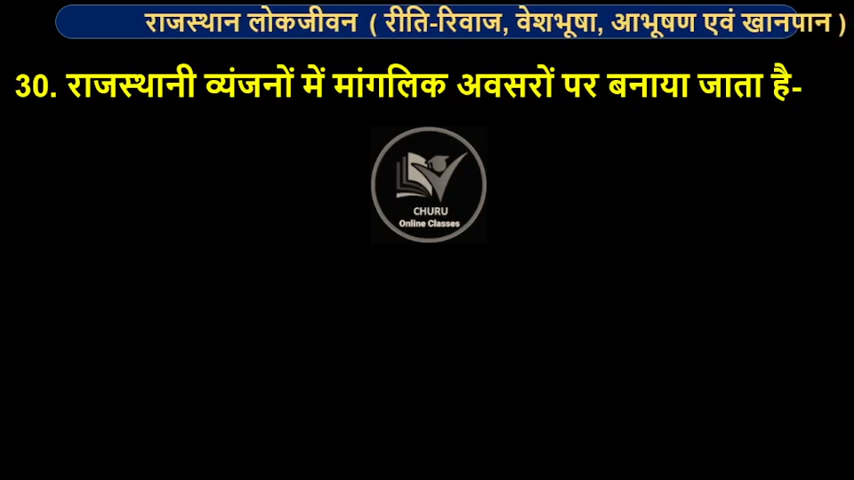 राजस्थान लोकजीवन ( रीति-रिवाज, वेशभूषा, आभूषण एवं खानपान )
30. राजस्थानी व्यंजनों में मांगलिक अवसरों पर बनाया जाता है-
CHURU
Online Classes